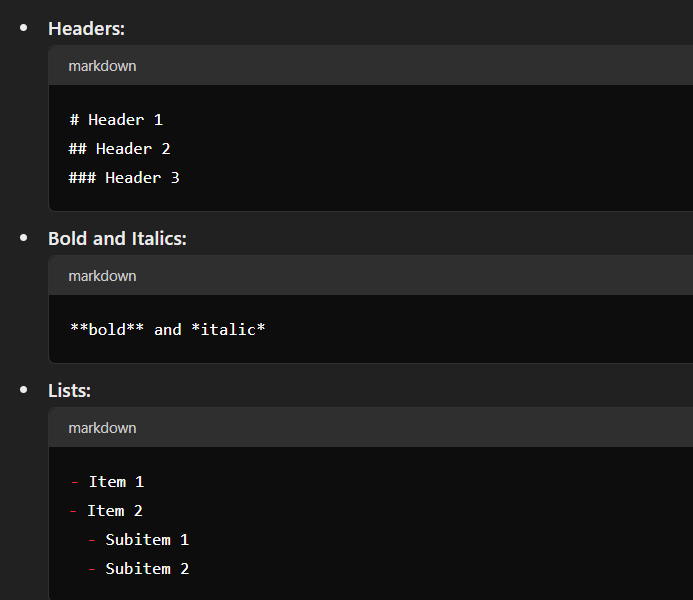 • Headers:
markdown
# Header 1
## Header 2
### Header 3
• Bold and Italics:
markdown
**bold** and *italic*
• Lists:
markdown
- Item 1
- Item 2
  - Subitem 1
  - Subitem 2